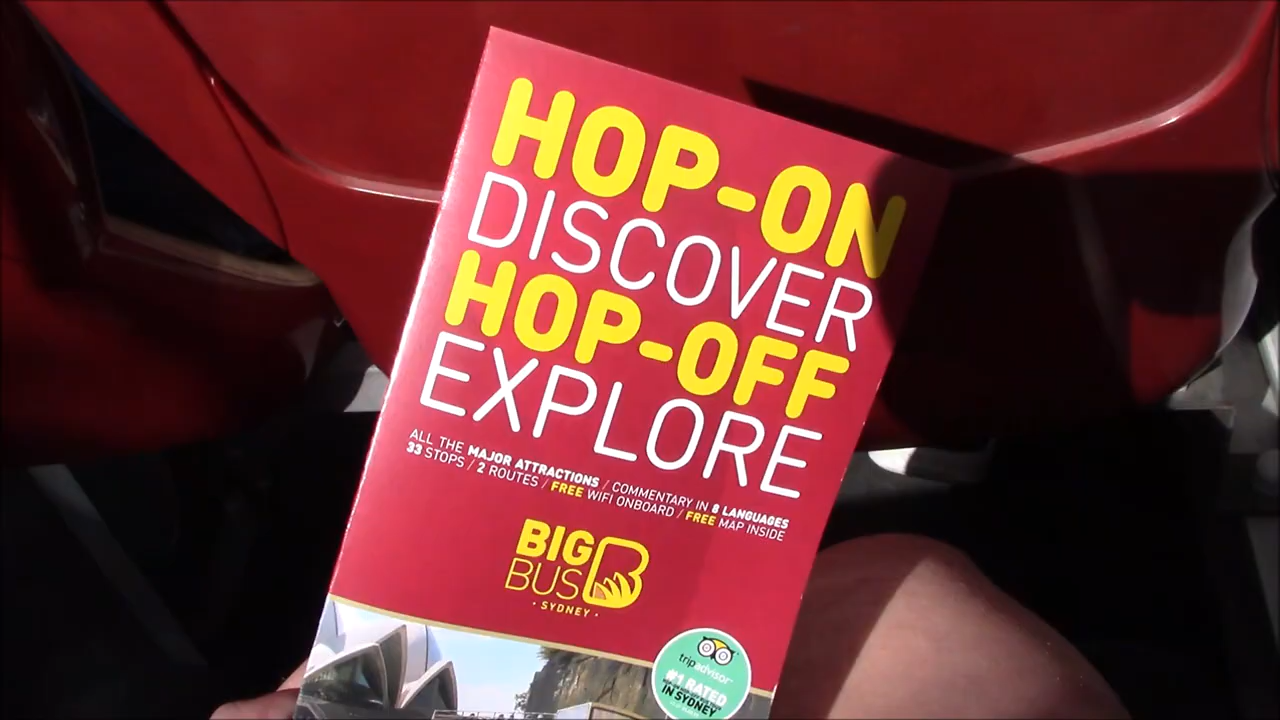 HOP-ON
DISCOVER
HOP-OFF
EXPLORE
ALL THE MAJOR ATTRACTIONS / COMMENTARY IN 8 LANGUAGES
33 STOPS / 2 ROUTES / FREE WIFI ONBOARD / FREE MAP INSIDE
BIG
BUS
· SYDNEY ·
tripadvisor
#1 RATED
IN SYDNEY